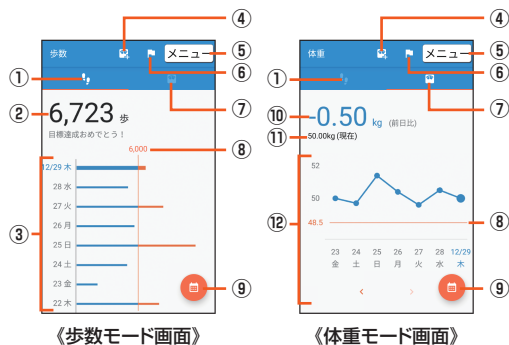 ④
歩数
メニュー
⑤
①
⑥
②
6,723 歩
⑦
目標達成おめでとう！
6,000
⑧
12/29 木
28 水
27 火
③
26 月
25 日
24 土
23 金
⑨
22 木
《歩数モード画面》
④
体重
メニュー
⑤
①
⑥
⑦
⑩
-0.50 kg (前日比)
⑪
50.00kg (現在)
52
50
⑫
48.5
⑧
23 24 25 26 27 28 12/29
金 土 日 月 火 水 木
‹ ›
⑨
《体重モード画面》